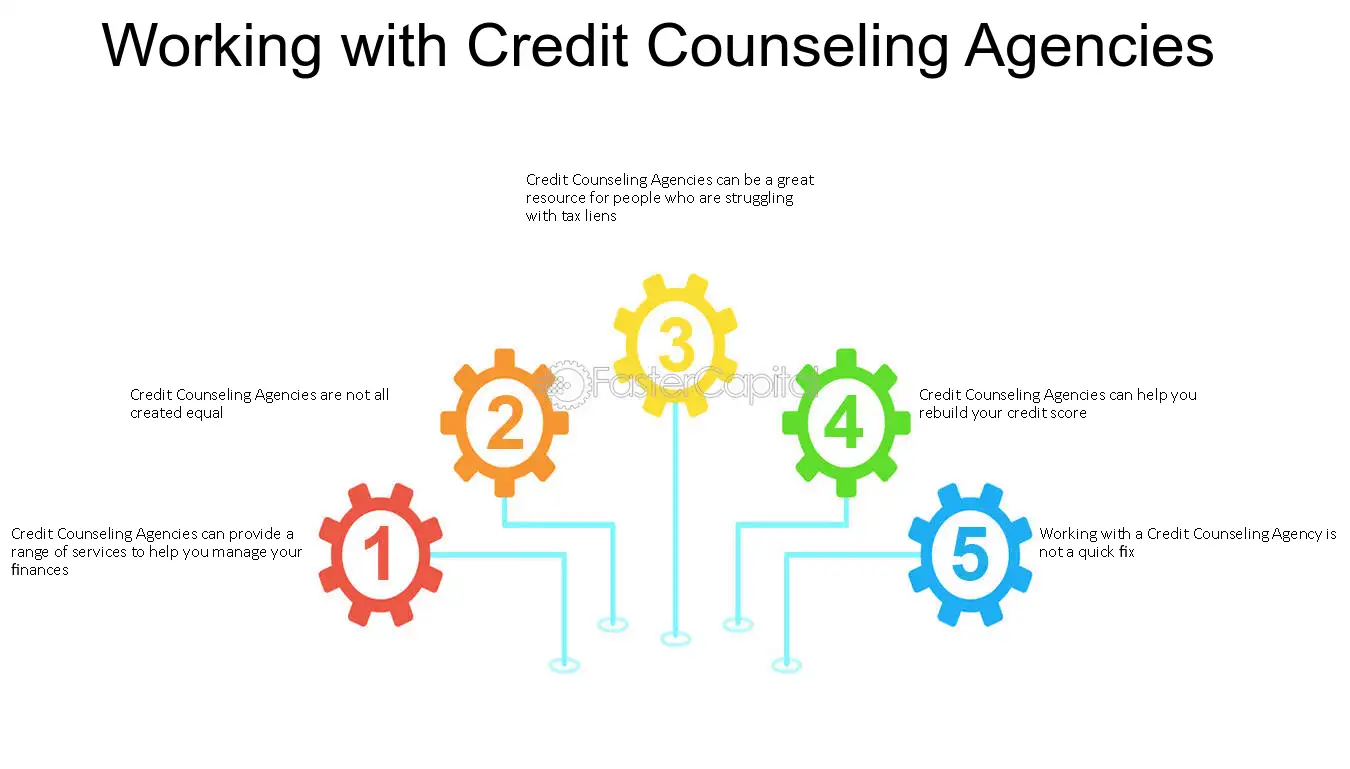 Working with Credit Counseling Agencies
Credit Counseling Agencies can be a great
resource for people who are struggling
with tax liens
3
FasterCapital
Credit Counseling Agencies are not all
created equal
2
4
Credit Counseling Agencies can help you
rebuild your credit score
Credit Counseling Agencies can provide a
range of services to help you manage your
finances
1
5
Working with a Credit Counseling Agency is
not a quick fix